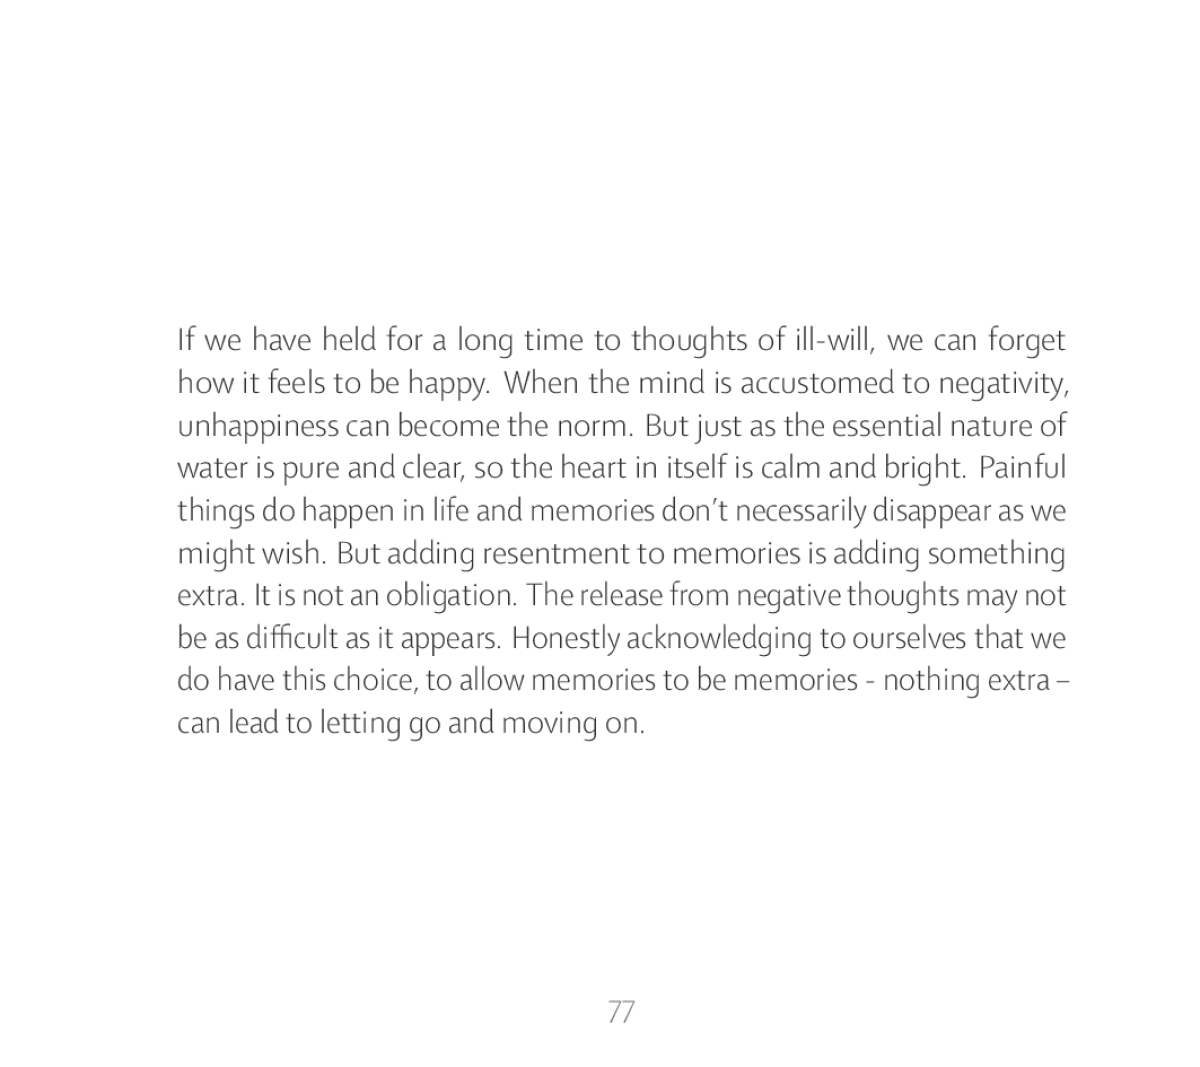 If we have held for a long time to thoughts of ill-will, we can forget
how it feels to be happy. When the mind is accustomed to negativity,
unhappiness can become the norm. But just as the essential nature of
water is pure and clear, so the heart in itself is calm and bright. Painful
things do happen in life and memories don't necessarily disappear as we
might wish. But adding resentment to memories is adding something
extra. It is not an obligation. The release from negative thoughts may not
be as difficult as it appears. Honestly acknowledging to ourselves that we
do have this choice, to allow memories to be memories - nothing extra –
can lead to letting go and moving on.
77